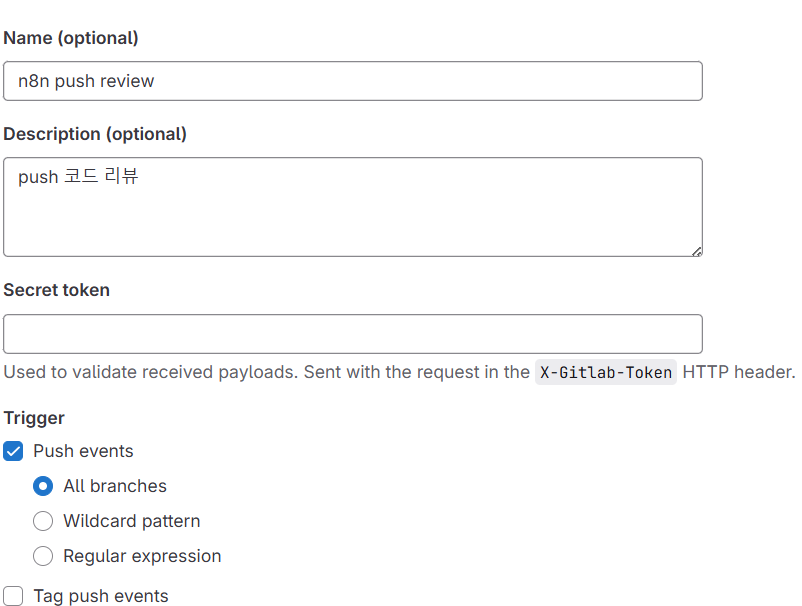 Name (optional)
n8n push review
Description (optional)
push 코드 리뷰
Secret token
Used to validate received payloads. Sent with the request in the X-Gitlab-Token HTTP header.
Trigger
Push events
All branches
Wildcard pattern
Regular expression
Tag push events